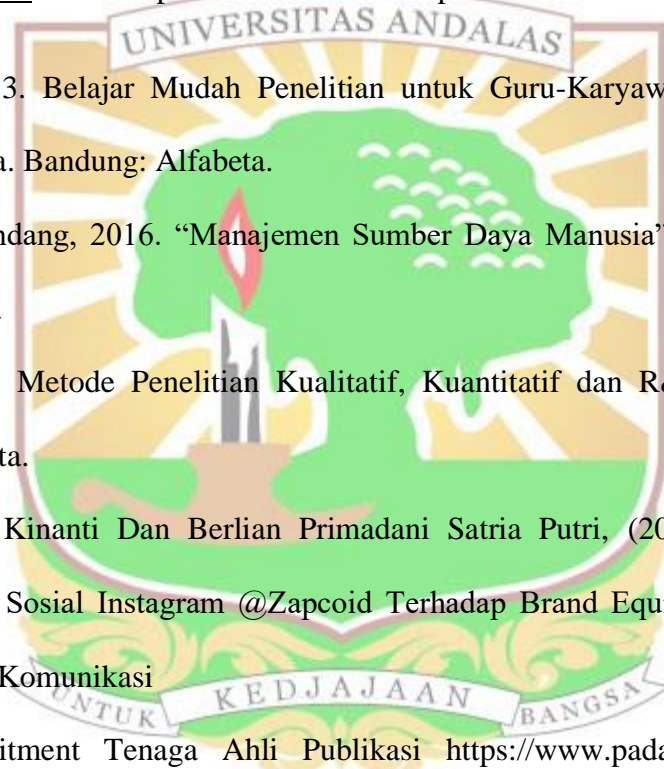 UNIVERSITAS ANDALAS
3. Belajar Mudah Penelitian untuk Guru-Karyaw
a. Bandung: Alfabeta.
ndang, 2016. “Manajemen Sumber Daya Manusia”
Metode Penelitian Kualitatif, Kuantitatif dan R&
ta.
Kinanti Dan Berlian Primadani Satria Putri, (20
Sosial Instagram @Zapcoid Terhadap Brand Equi
Komunikasi
UNTUK KEDJAJAAN BANGSA
itment Tenaga Ahli Publikasi https://www.pada